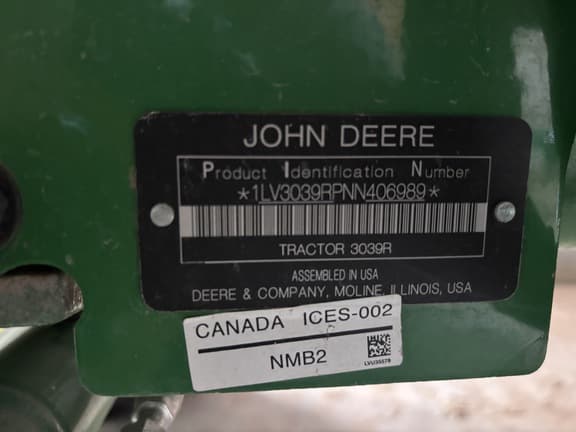 JOHN DEERE
Product Identification Number
*1LV3039RPNN406989*
TRACTOR 3039R
ASSEMBLED IN USA
DEERE & COMPANY, MOLINE, ILLINOIS, USA
CANADA ICES-002
NMB2
LVU35578